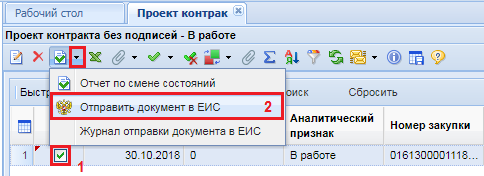 Рабочий стол
Проект контрак
Проект контракта без подписей - В работе
1
Отчет по смене состояний
Быстр
Отправить документ в ЕИС 2
оиск
Сбросить
Журнал отправки документа в ЕИС
Аналитический признак
Номер закупки
1 30.10.2018 0 В работе 0161300001118...
1